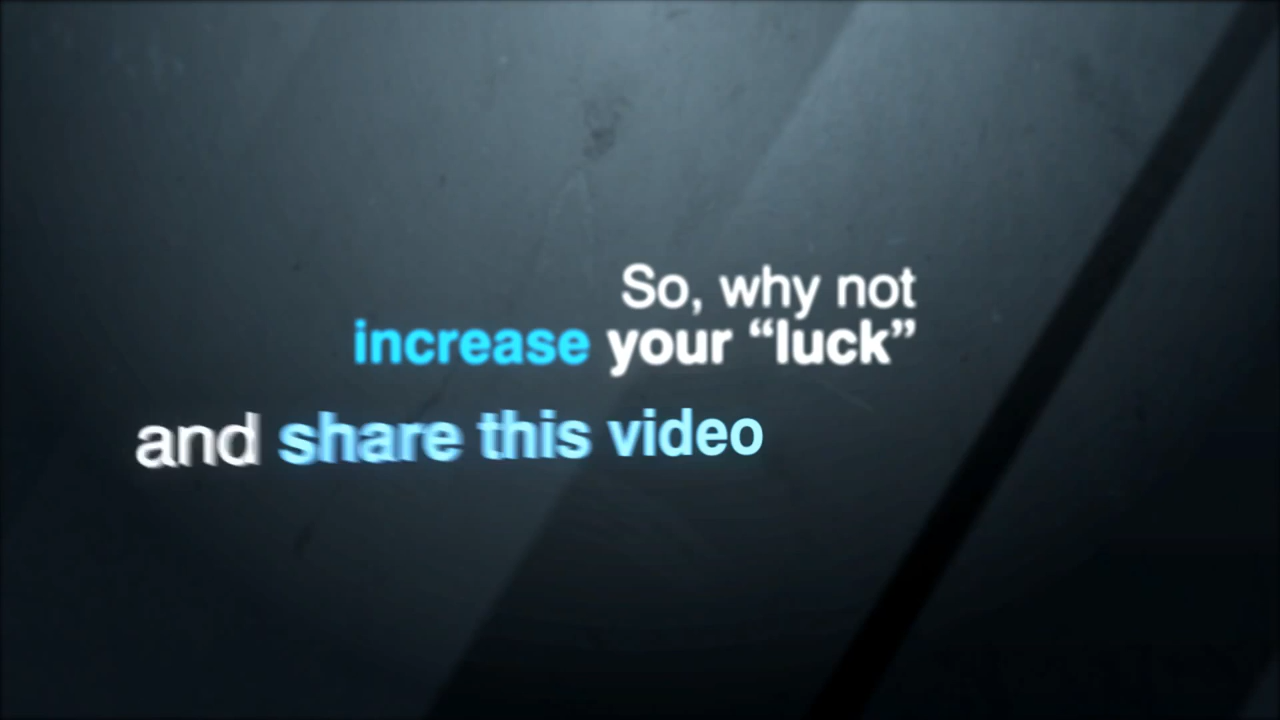 So, why not
increase your “luck”
and share this video